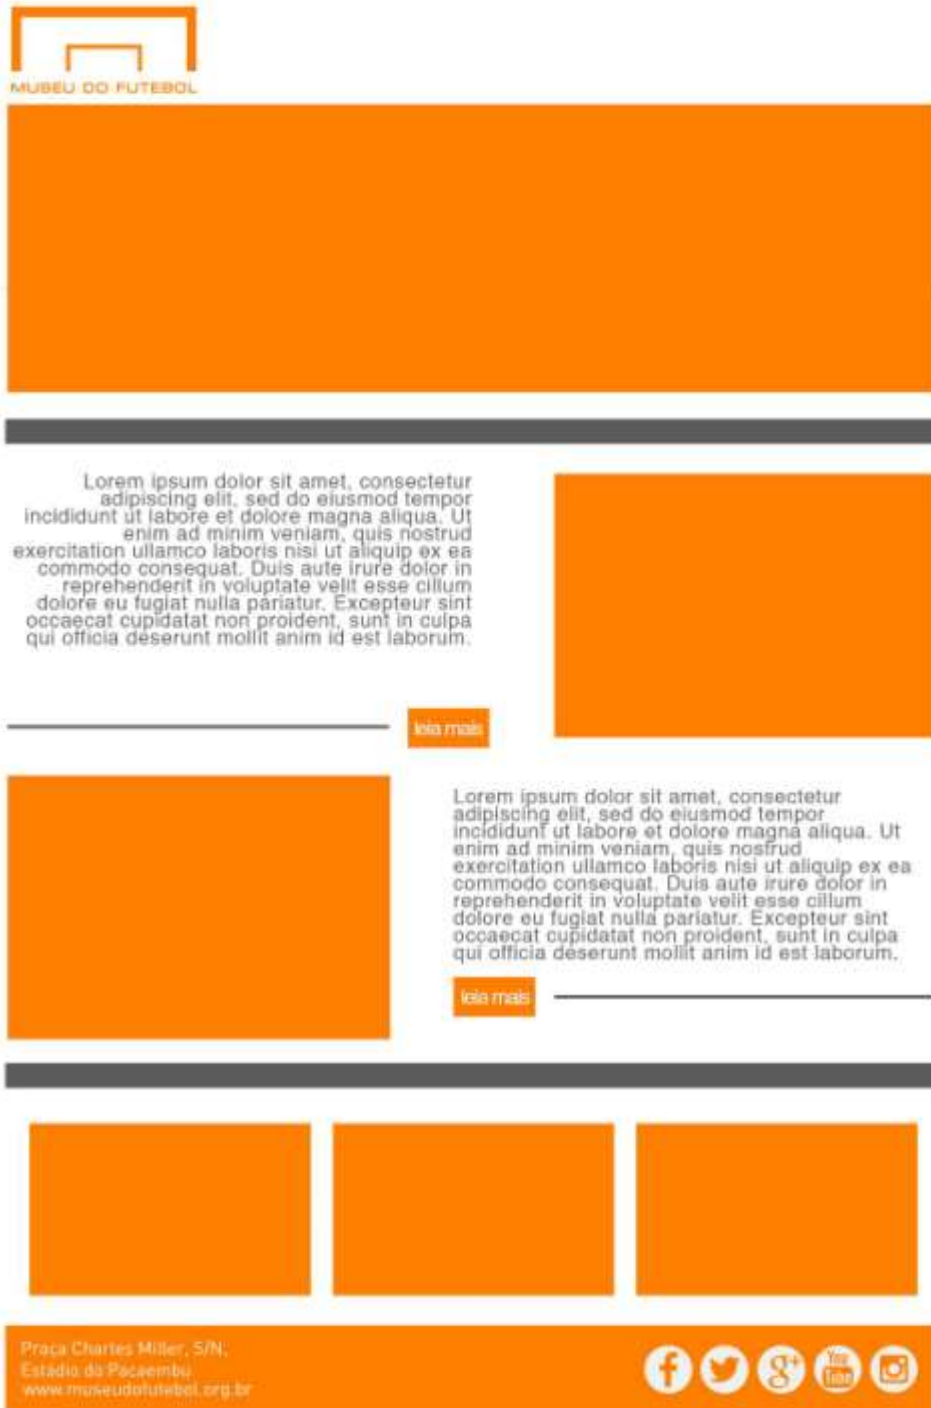 MUSEU DO FUTEBOL
Lorem ipsum dolor sit amet, consectetur
adipiscing elit, sed do eiusmod tempor
incididunt ut labore et dolore magna aliqua. Ut
enim ad minim veniam, quis nostrud
exercitation ullamco laboris nisi ut aliquip ex ea
commodo consequat. Duis aute irure dolor in
reprehenderit in voluptate velit esse cillum
dolore eu fugiat nulla pariatur. Excepteur sint
occaecat cupidatat non proident, sunt in culpa
qui officia deserunt mollit anim id est laborum.
leia mais
Lorem ipsum dolor sit amet, consectetur
adipiscing elit, sed do eiusmod tempor
incididunt ut labore et dolore magna aliqua. Ut
enim ad minim veniam, quis nostrud
exercitation ullamco laboris nisi ut aliquip ex ea
commodo consequat. Duis aute irure dolor in
reprehenderit in voluptate velit esse cillum
dolore eu fugiat nulla pariatur. Excepteur sint
occaecat cupidatat non proident, sunt in culpa
qui officia deserunt mollit anim id est laborum.
leia mais
Praça Charles Miller, S/N,
Estádio do Pacaembu
www.museudofutebol.org.br
f
g+
You
Tube